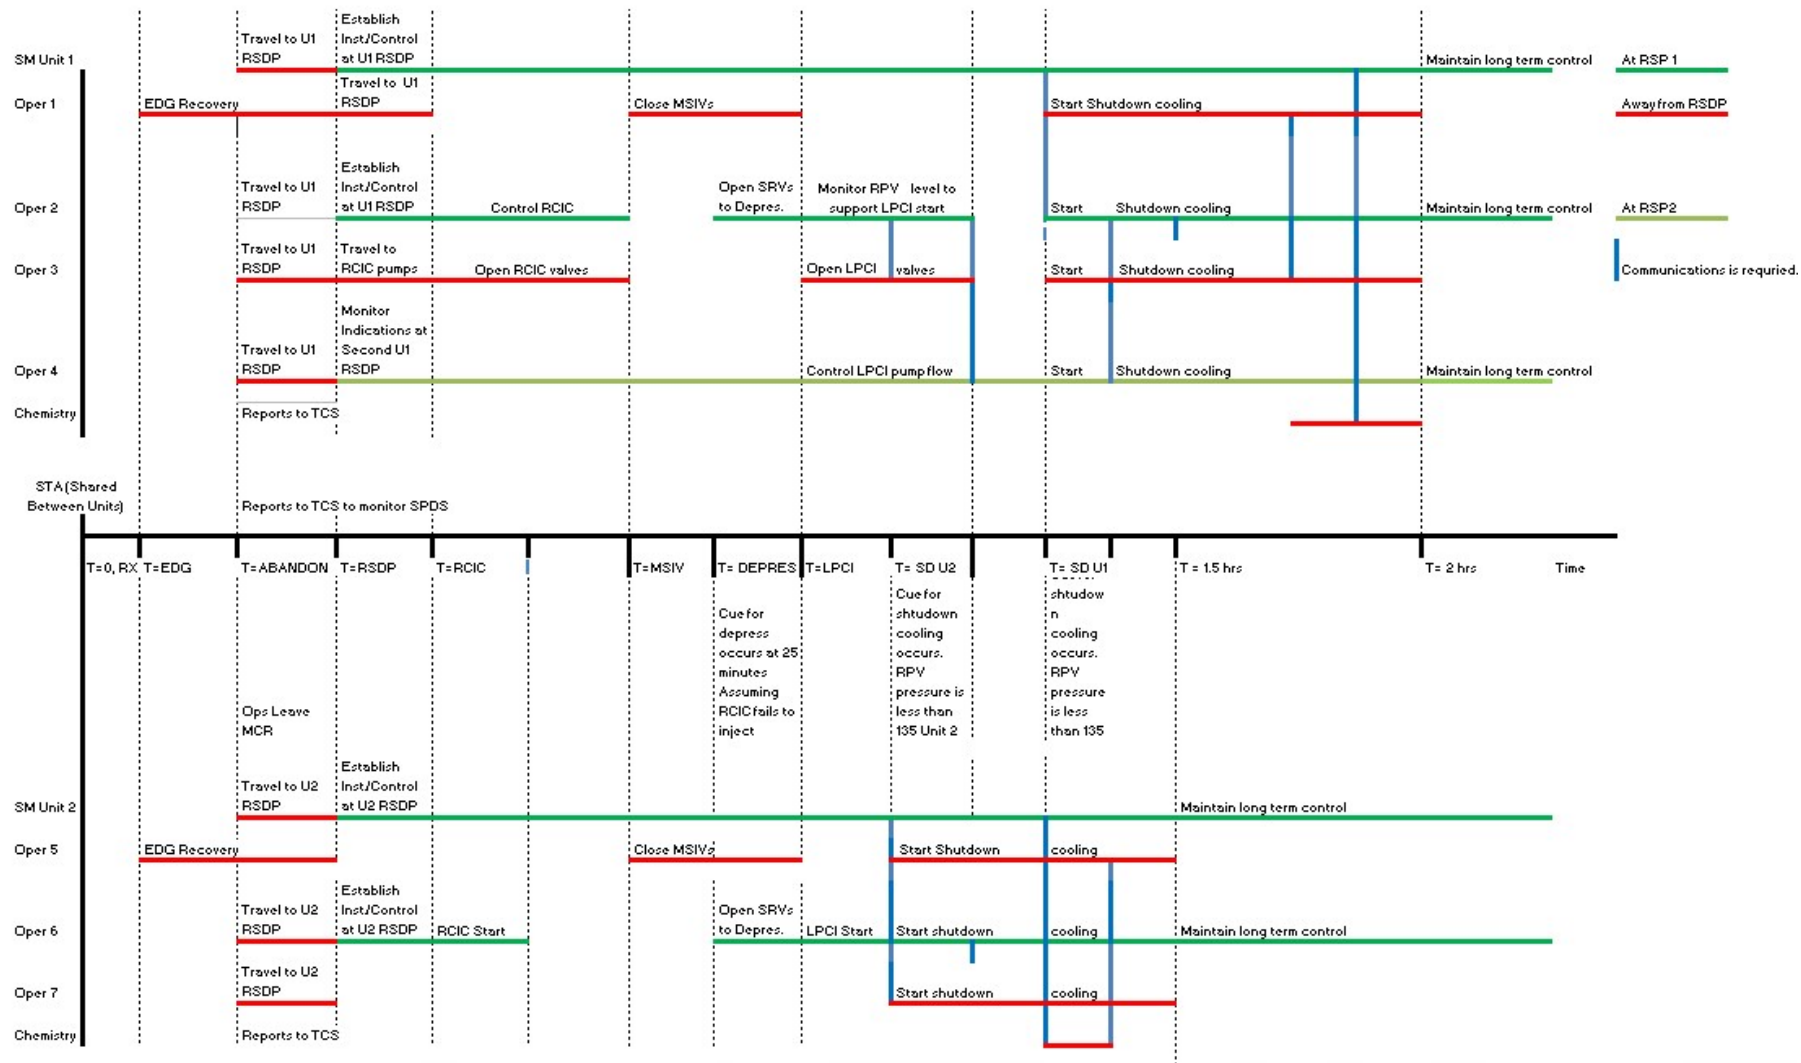 Establish
Travel to U1
Inst./Control
SM Unit 1
RSDP
at U1 RSDP
Maintain long term control
At RSP 1
Travel to U1
Oper 1
EDG Recovery
RSDP
Close MSIVs
Start Shutdown cooling
Away from RSDP
Establish
Travel to U1
Inst./Control
Open SRVs
Monitor RPV level to
Oper 2
RSDP
at U1 RSDP
Control RCIC
to Depres.
support LPCI start
Start
Shutdown cooling
Maintain long term control
At RSP2
Travel to U1
Travel to
Oper 3
RSDP
RCIC pumps
Open RCIC valves
Open LPCI
valves
Start
Shutdown cooling
Communications is requried.
Monitor
Indications at
Travel to U1
Second U1
Oper 4
RSDP
RSDP
Control LPCI pump flow
Start
Shutdown cooling
Maintain long term control
Chemistry
Reports to TCS
STA (Shared
Between Units)
Reports to TCS to monitor SPDS
T=0, RX
T=EDG
T=ABANDON
T=RSDP
T=RCIC
T=MSIV
T= DEPRES
T=LPCI
T= SD U2
T= SD U1
T = 1.5 hrs
T= 2 hrs
Time
Cue for
depress
occurs at 25
minutes
Assuming
RCIC fails to
inject
Cue for
shtudown
cooling
occurs.
RPV
pressure is
less than
135 Unit 2
shtudow
n
cooling
occurs.
RPV
pressure
is less
than 135
Ops Leave
MCR
Establish
Travel to U2
Inst./Control
SM Unit 2
RSDP
at U2 RSDP
Maintain long term control
Oper 5
EDG Recovery
Close MSIVs
Start Shutdown
cooling
Establish
Travel to U2
Inst./Control
Open SRVs
Oper 6
RSDP
at U2 RSDP
RCIC Start
to Depres.
LPCI Start
Start shutdown
cooling
Maintain long term control
Travel to U2
Oper 7
RSDP
Start shutdown
cooling
Chemistry
Reports to TCS